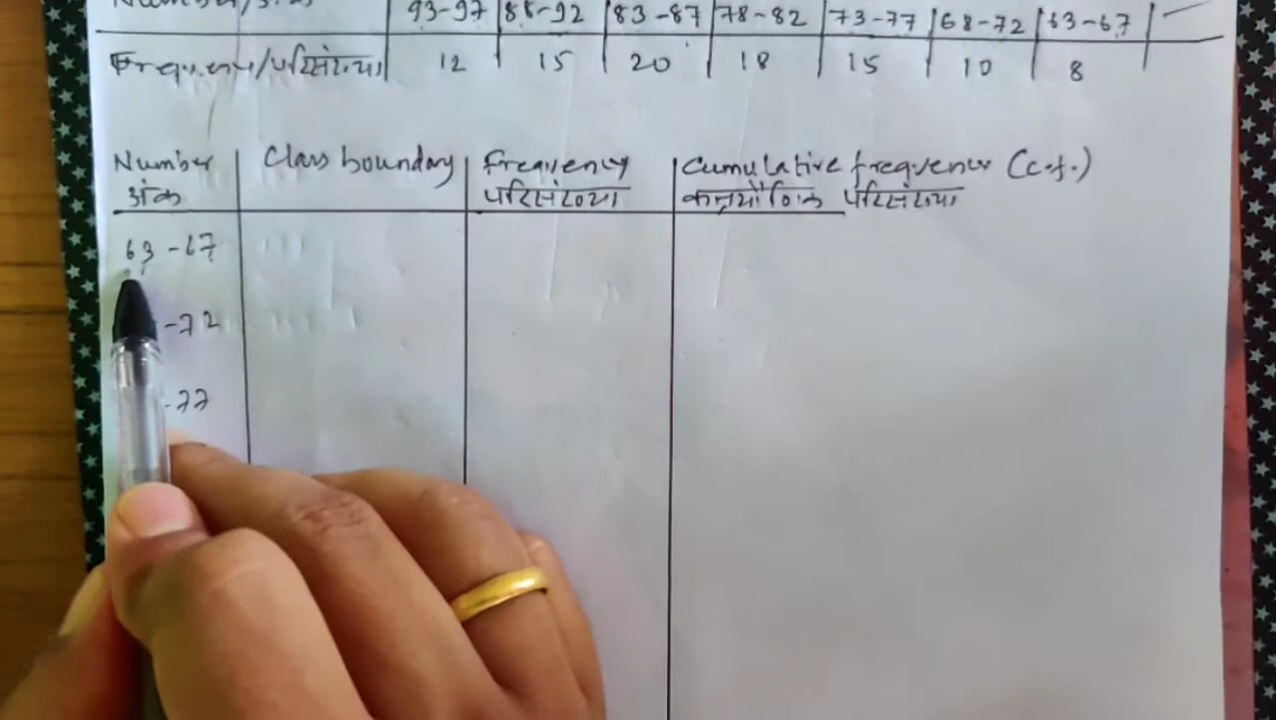 Number/अंक 93-97 88-92 83-87 78-82 73-77 68-72 63-67
Frequency/परिसंख्या 12 15 20 18 15 10 8
Number Class boundary Frequency Cumulative frequency (c.f.)
अंक परिसंख्या परिसंख्या
63-67
-72
-77